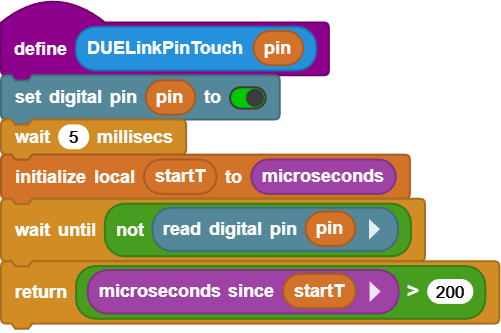 define DUELinkPinTouch pin
set digital pin pin to
wait 5 millisecs
initialize local startT to microseconds
wait until not read digital pin pin
return microseconds since startT > 200